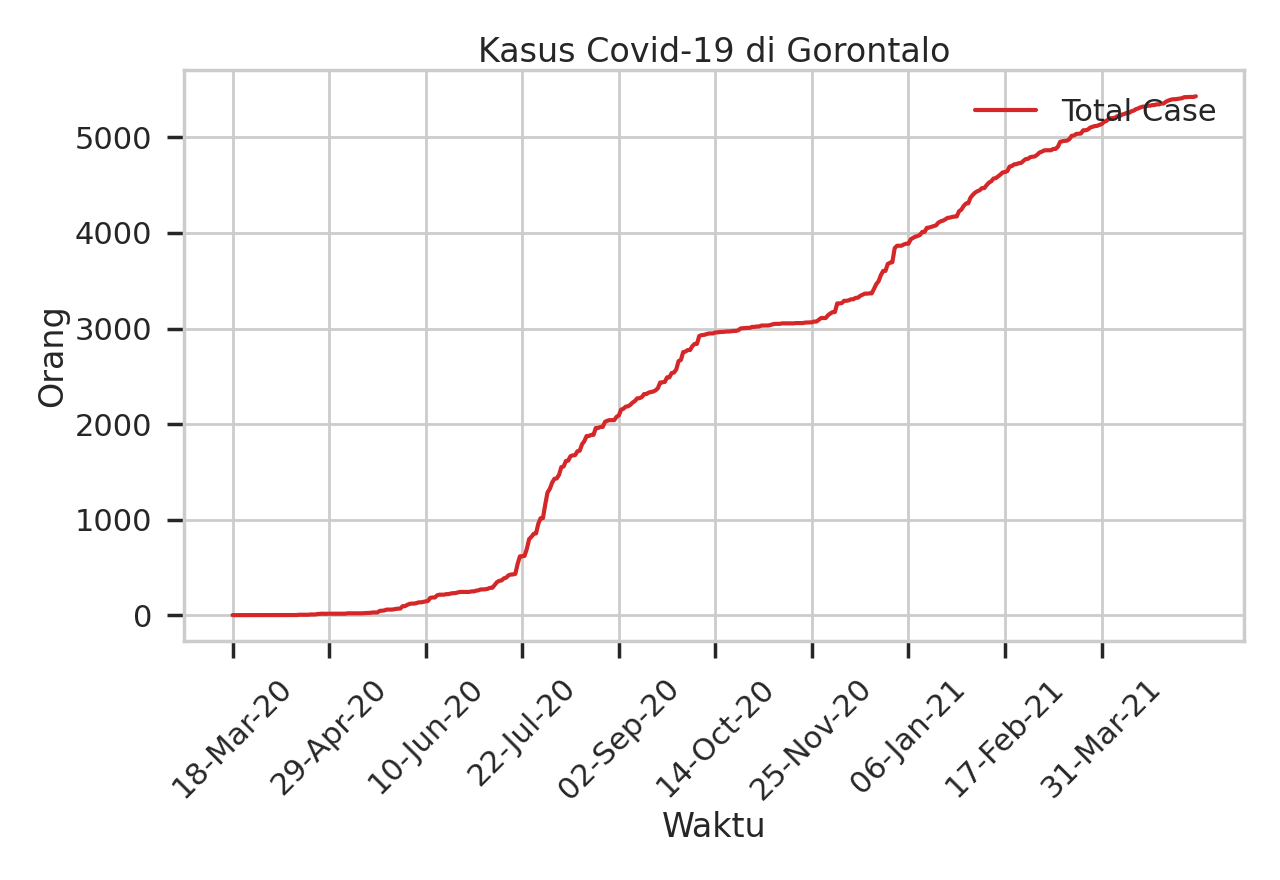 Kasus Covid-19 di Gorontalo
Total Case
Orang
5000
4000
3000
2000
1000
0
18-Mar-20
29-Apr-20
10-Jun-20
22-Jul-20
02-Sep-20
14-Oct-20
25-Nov-20
06-Jan-21
17-Feb-21
31-Mar-21
Waktu